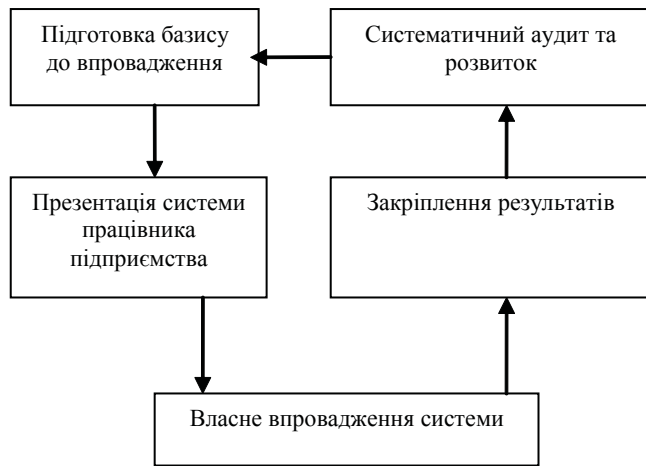 Підготовка базису
до впровадження
Систематичний аудит та
розвиток
Презентація системи
працівника
підприємства
Закріплення результатів
Власне впровадження системи